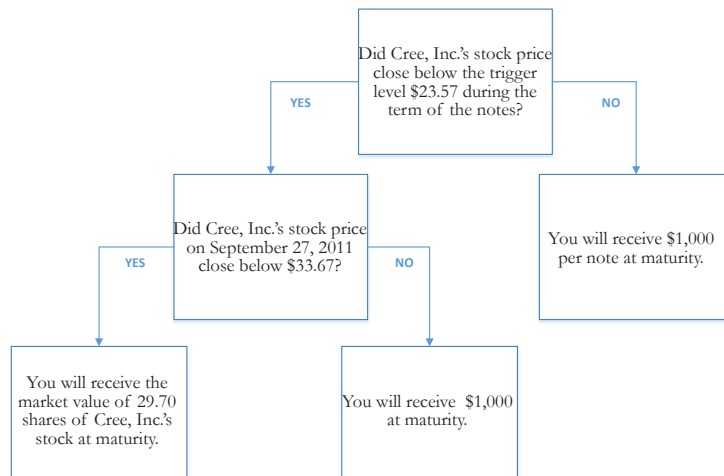 Did Cree, Inc.'s stock price
close below the trigger
level $23.57 during the
term of the notes?
YES
NO
Did Cree, Inc.'s stock price
on September 27, 2011
close below $33.67?
You will receive $1,000
per note at maturity.
YES
NO
You will receive the
market value of 29.70
shares of Cree, Inc.'s
stock at maturity.
You will receive $1,000
at maturity.